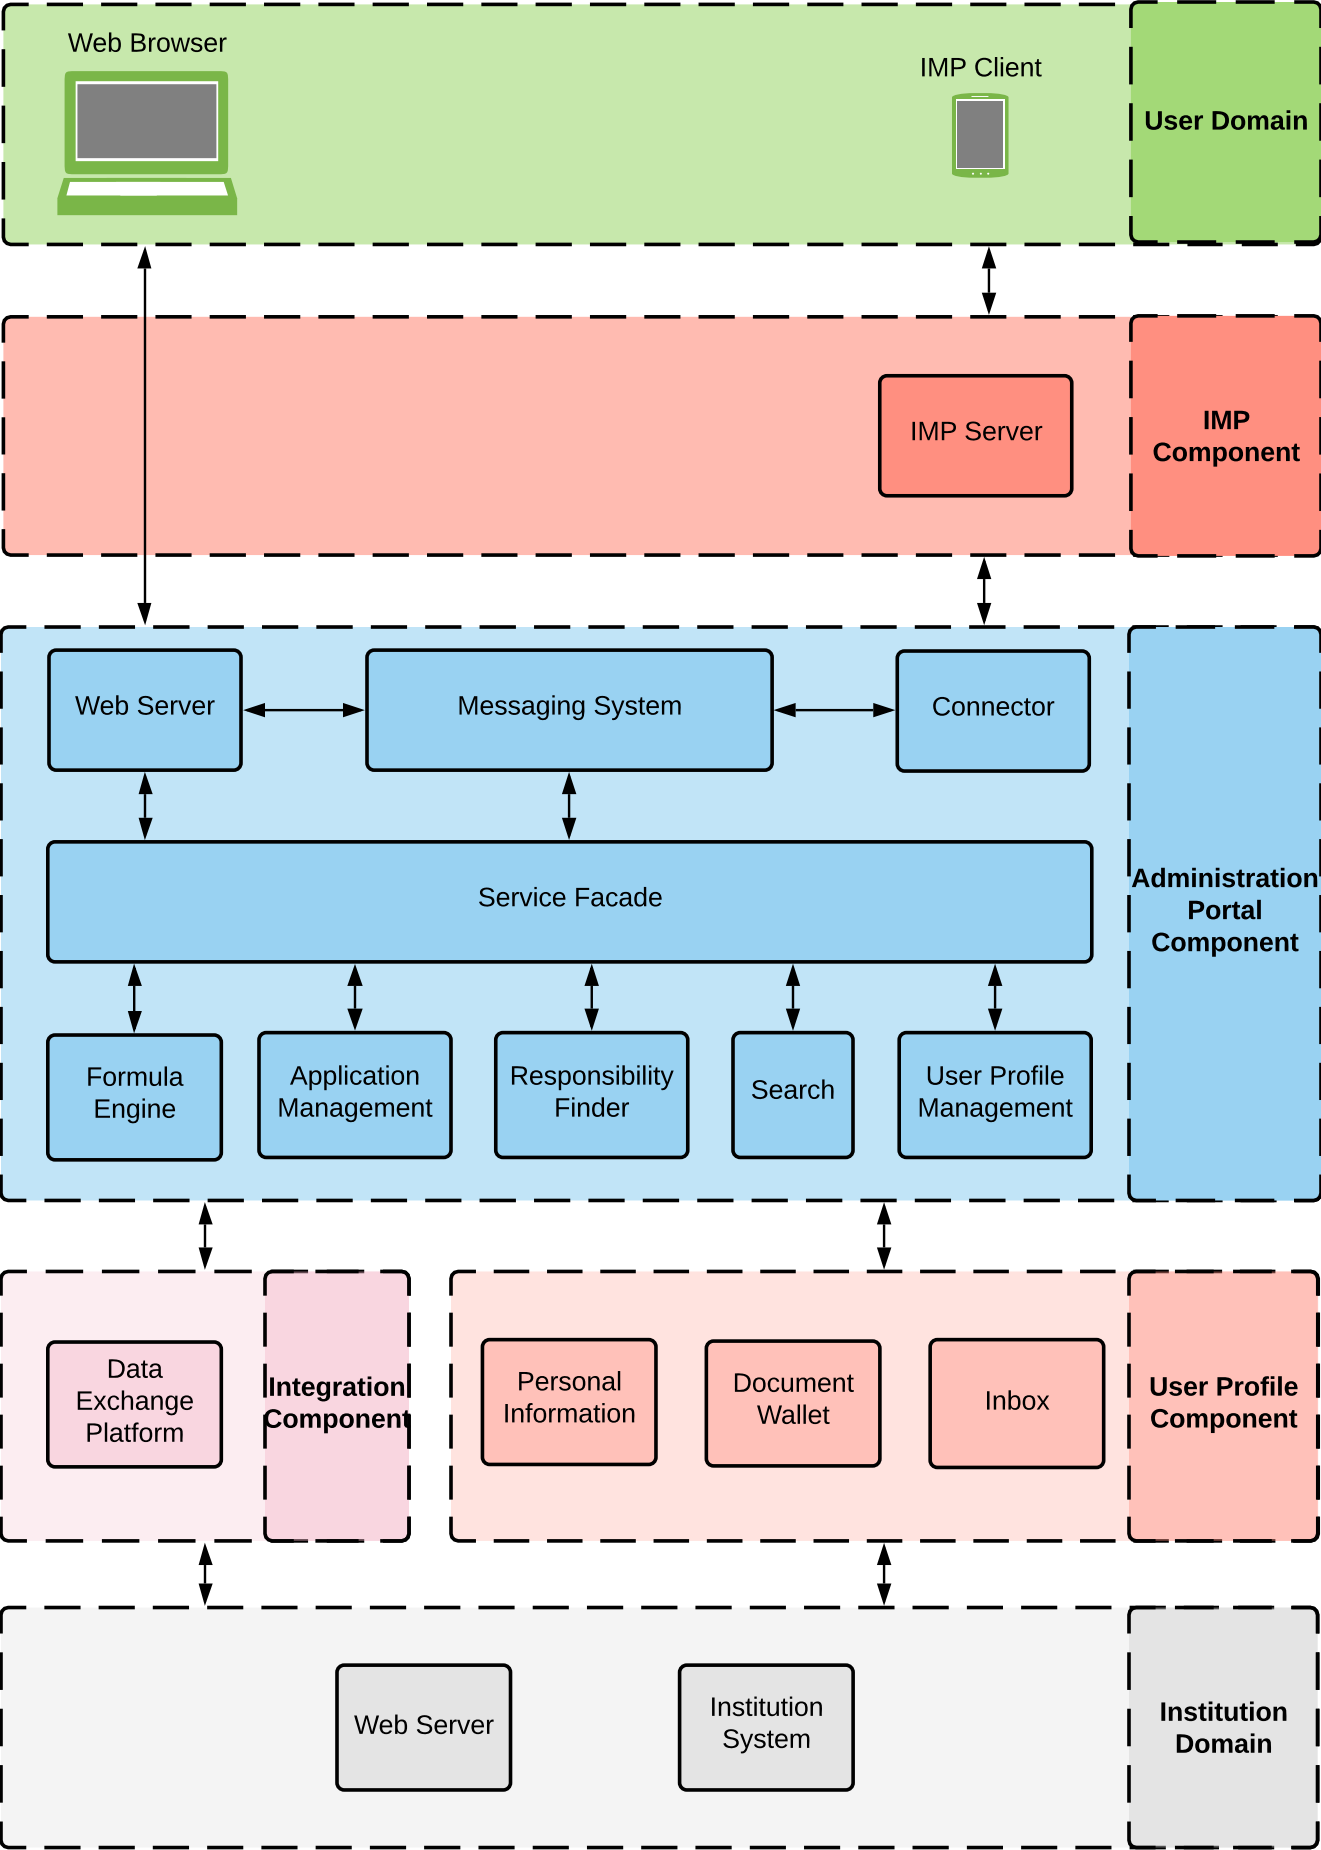 Web Browser
IMP Client
User Domain
IMP Server
IMP
Component
Web Server
Messaging System
Connector
Service Facade
Administration
Portal
Component
Formula
Engine
Application
Management
Responsibility
Finder
Search
User Profile
Management
Data
Exchange
Platform
Integration
Component
Personal
Information
Document
Wallet
Inbox
User Profile
Component
Web Server
Institution
System
Institution
Domain